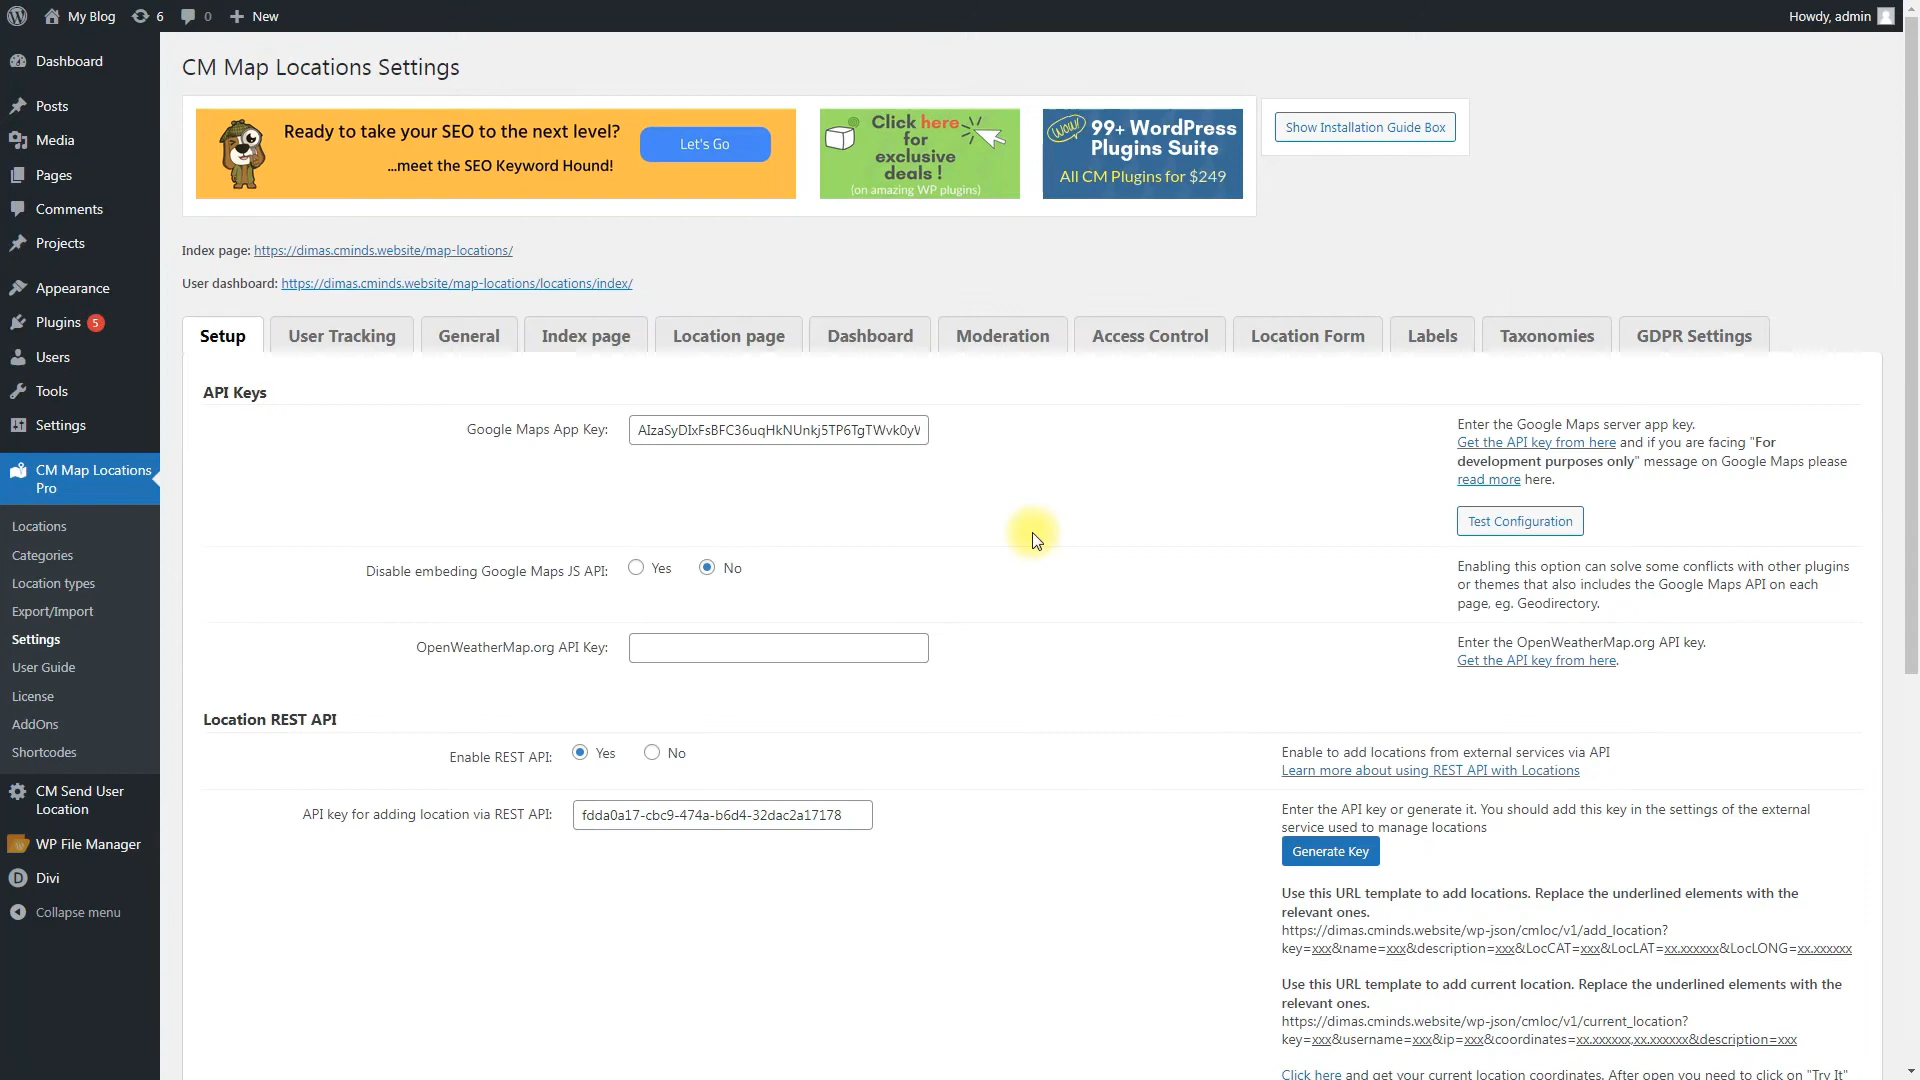 My Blog
6
0
New
Howdy, admin
Dashboard
Posts
Media
Pages
Comments
Projects
Appearance
Plugins 5
Users
Tools
Settings
CM Map Locations
Pro
Locations
Categories
Location types
Export/Import
Settings
User Guide
License
AddOns
Shortcodes
CM Send User
Location
WP File Manager
Divi
Collapse menu
CM Map Locations Settings
Ready to take your SEO to the next level?
...meet the SEO Keyword Hound!
Let's Go
Click here
for
exclusive
deals !
(on amazing WP plugins)
WOW!
99+ WordPress
Plugins Suite
All CM Plugins for $249
Show Installation Guide Box
Index page: https://dimas.cminds.website/map-locations/
User dashboard: https://dimas.cminds.website/map-locations/locations/index/
Setup
User Tracking
General
Index page
Location page
Dashboard
Moderation
Access Control
Location Form
Labels
Taxonomies
GDPR Settings
API Keys
Google Maps App Key:
AIzaSyDIxFsBFC36uqHkNUnkj5TP6TgTWvk0yV
Enter the Google Maps server app key.
Get the API key from here and if you are facing "For
development purposes only" message on Google Maps please
read more here.
Test Configuration
Disable embeding Google Maps JS API:
Yes
No
Enabling this option can solve some conflicts with other plugins
or themes that also includes the Google Maps API on each
page, eg. Geodirectory.
OpenWeatherMap.org API Key:
Enter the OpenWeatherMap.org API key.
Get the API key from here.
Location REST API
Enable REST API:
Yes
No
Enable to add locations from external services via API
Learn more about using REST API with Locations
API key for adding location via REST API:
fdda0a17-cbc9-474a-b6d4-32dac2a17178
Enter the API key or generate it. You should add this key in the settings of the external
service used to manage locations
Generate Key
Use this URL template to add locations. Replace the underlined elements with the
relevant ones.
https://dimas.cminds.website/wp-json/cmloc/v1/add_location?
key=xxx&name=xxx&description=xxx&LocCAT=xxx&LocLAT=xx.xxxxxx&LocLONG=xx.xxxxxx
Use this URL template to add current location. Replace the underlined elements with the
relevant ones.
https://dimas.cminds.website/wp-json/cmloc/v1/current_location?
key=xxx&username=xxx&ip=xxx&coordinates=xx.xxxxxx,xx.xxxxxx&description=xxx
Click here and get your current location coordinates. After open you need to click on "Try It"